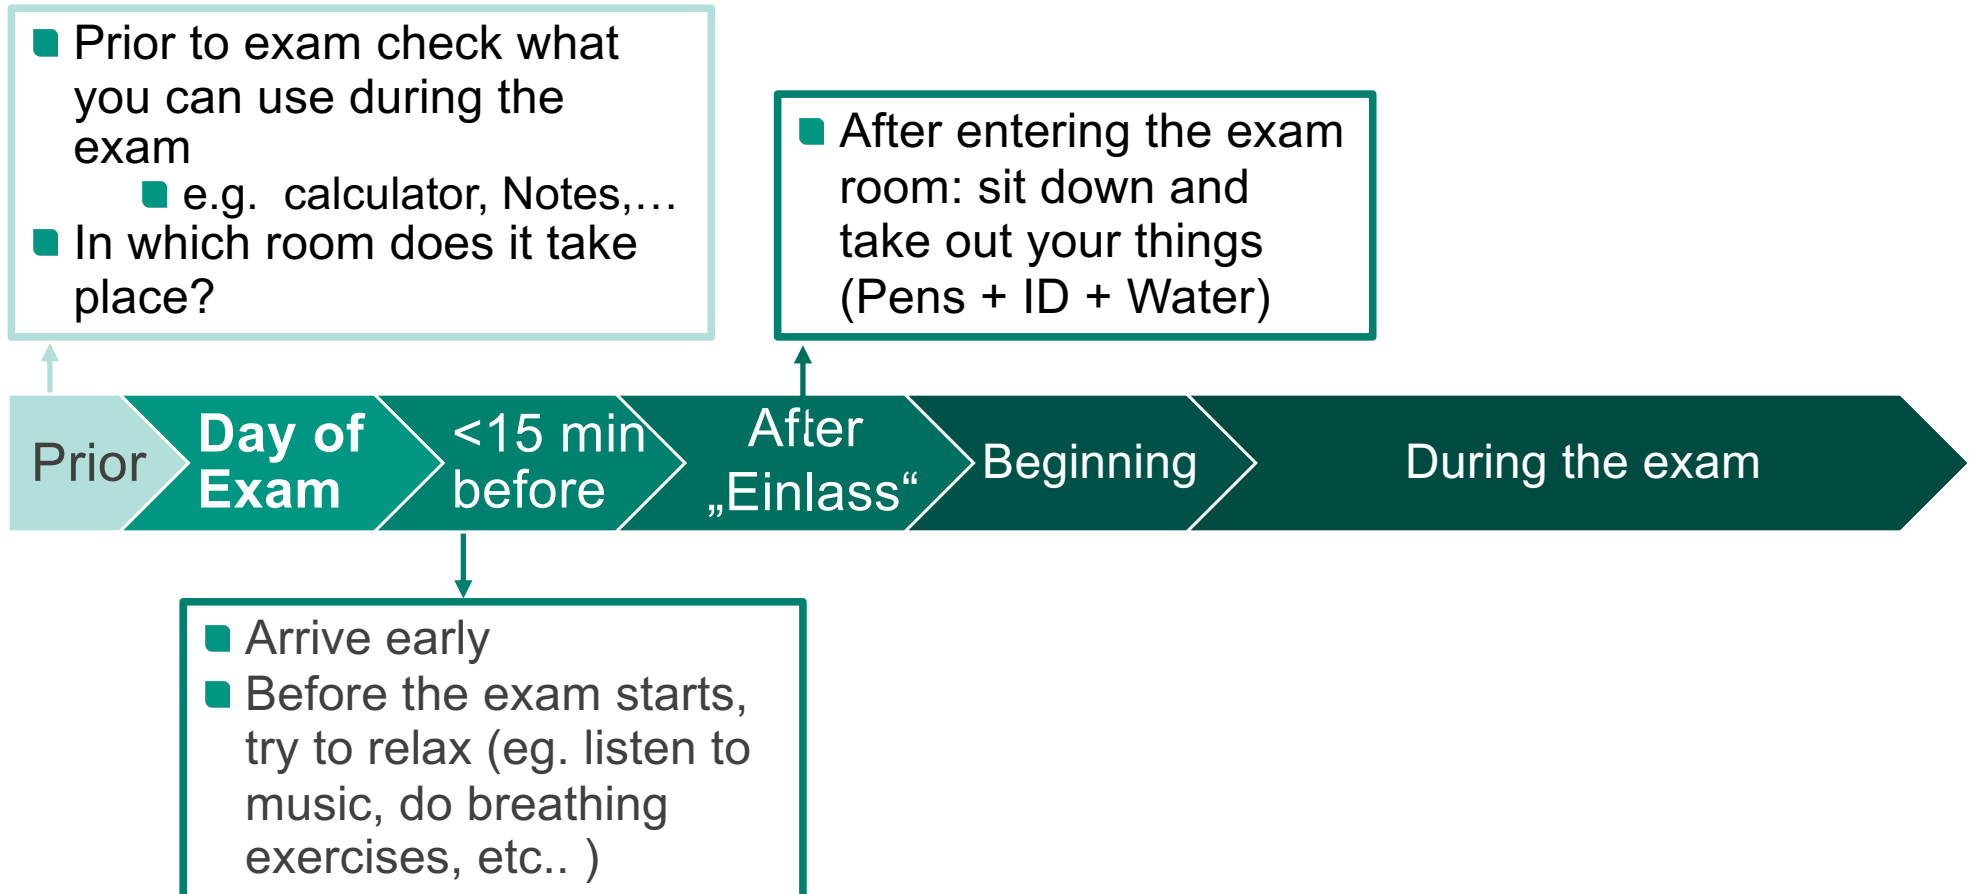 Prior to exam check what
you can use during the
exam
e.g. calculator, Notes,…
In which room does it take
place?
After entering the exam
room: sit down and
take out your things
(Pens + ID + Water)
Prior
Day of
Exam
<15 min
before
After
„Einlass“
Beginning
During the exam
Arrive early
Before the exam starts,
try to relax (eg. listen to
music, do breathing
exercises, etc.. )